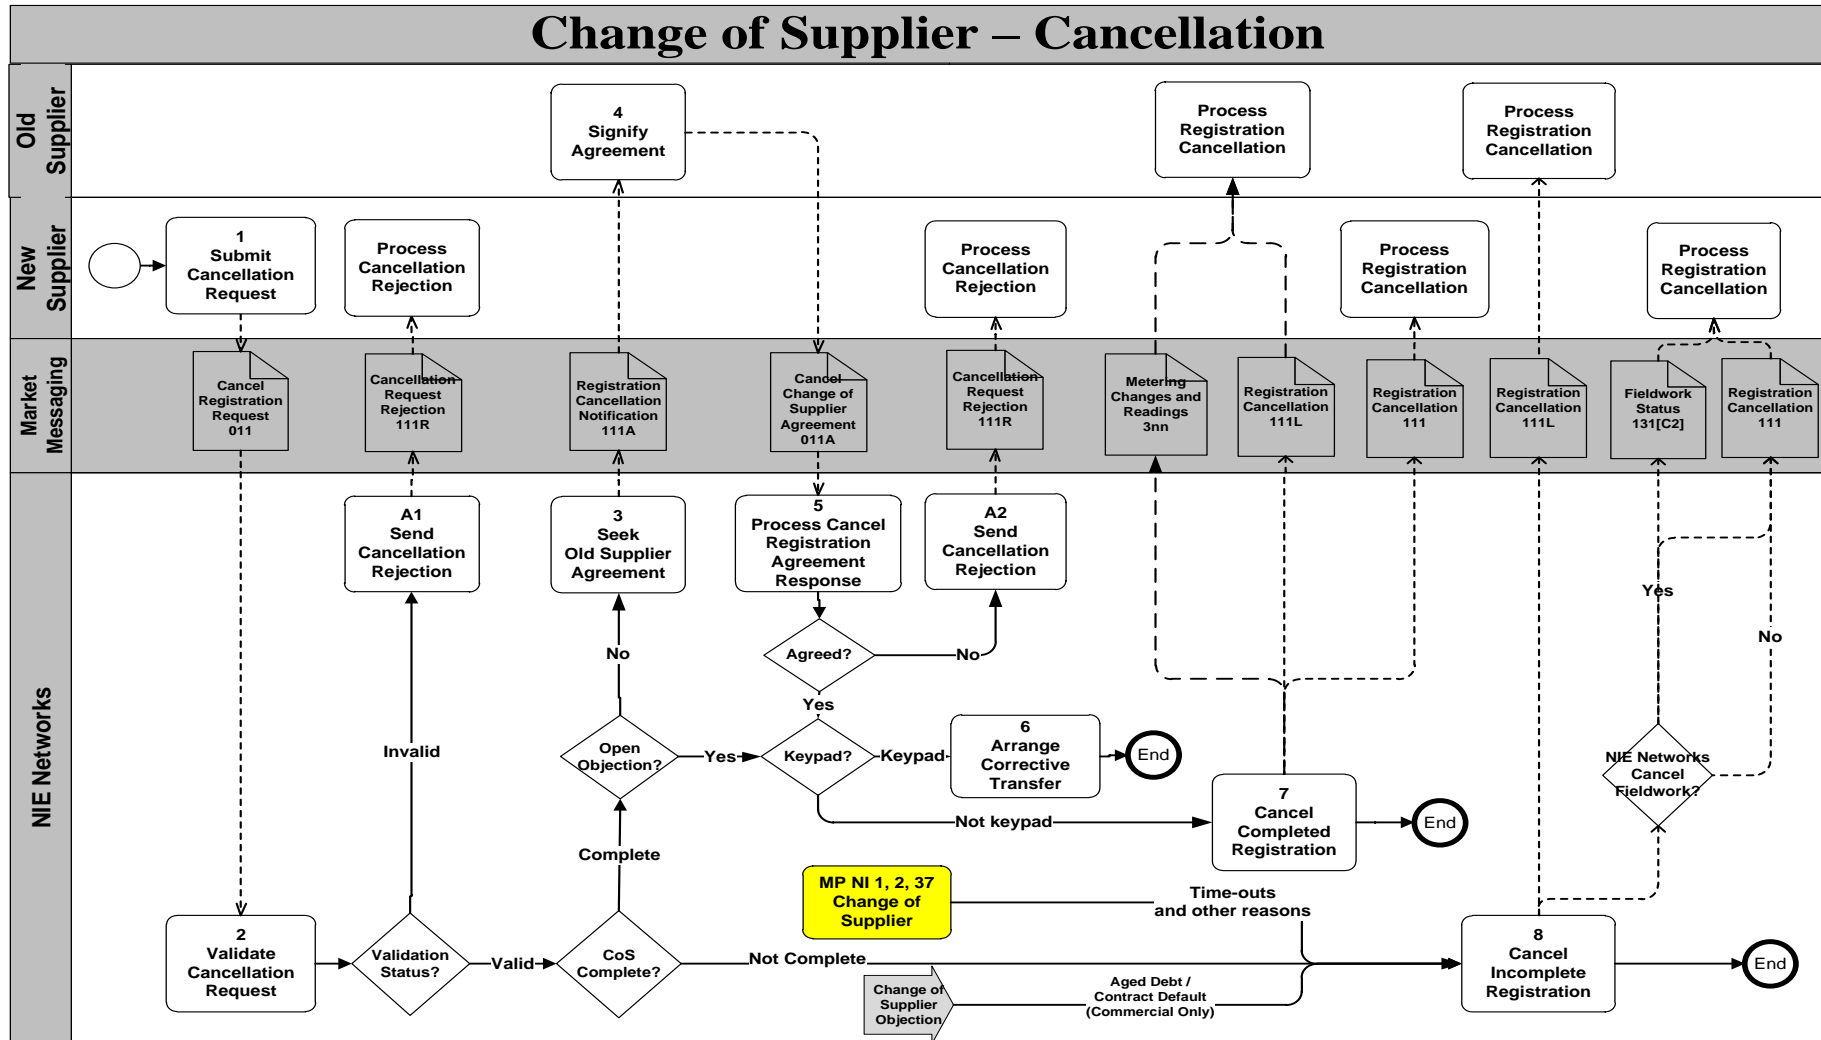 Change of Supplier – Cancellation
Old
Supplier
4
Signify
Agreement
Process
Registration
Cancellation
Process
Registration
Cancellation
New
Supplier
1
Submit
Cancellation
Request
Process
Cancellation
Rejection
Process
Cancellation
Rejection
Process
Registration
Cancellation
Process
Registration
Cancellation
Market
Messaging
Cancel
Registration
Request
011
Cancellation
Request
Rejection
111R
Registration
Cancellation
Notification
111A
Cancel
Change of
Supplier
Agreement
011A
Cancellation
Request
Rejection
111R
Metering
Changes and
Readings
3nn
Registration
Cancellation
111L
Registration
Cancellation
111
Registration
Cancellation
111L
Fieldwork
Status
131[C2]
Registration
Cancellation
111
NIE Networks
A1
Send
Cancellation
Rejection
3
Seek
Old Supplier
Agreement
5
Process Cancel
Registration
Agreement
Response
A2
Send
Cancellation
Rejection
Yes
No
No
Agreed?
No
Yes
Invalid
Open
Objection?
Yes
Keypad?
Keypad
6
Arrange
Corrective
Transfer
End
NIE Networks
Cancel
Fieldwork?
Not keypad
7
Cancel
Completed
Registration
End
Complete
MP NI 1, 2, 37
Change of
Supplier
Time-outs
and other reasons
2
Validate
Cancellation
Request
Validation
Status?
Valid
CoS
Complete?
Not Complete
8
Cancel
Incomplete
Registration
End
Change of
Supplier
Objection
Aged Debt /
Contract Default
(Commercial Only)